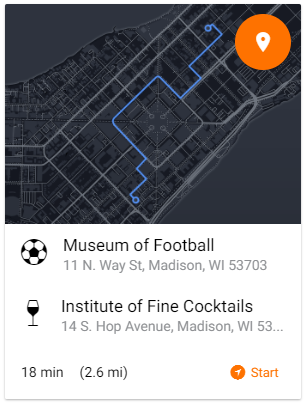 Museum of Football
11 N. Way St, Madison, WI 53703
Institute of Fine Cocktails
14 S. Hop Avenue, Madison, WI 53...
18 min (2.6 mi) Start